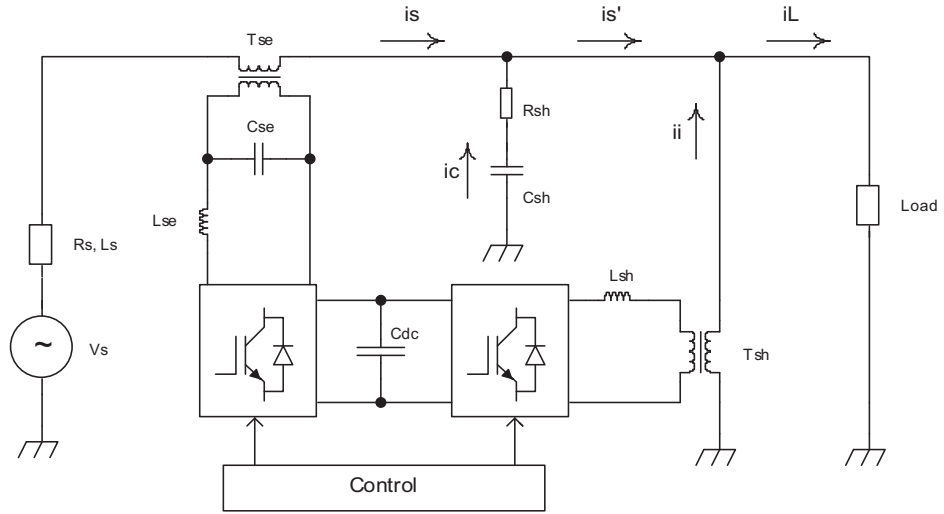 is
is'
iL
Tse
Rsh
Cse
ii
ic
Csh
Lse
Load
Rs, Ls
Lsh
Cdc
Vs
~
Tsh
Control